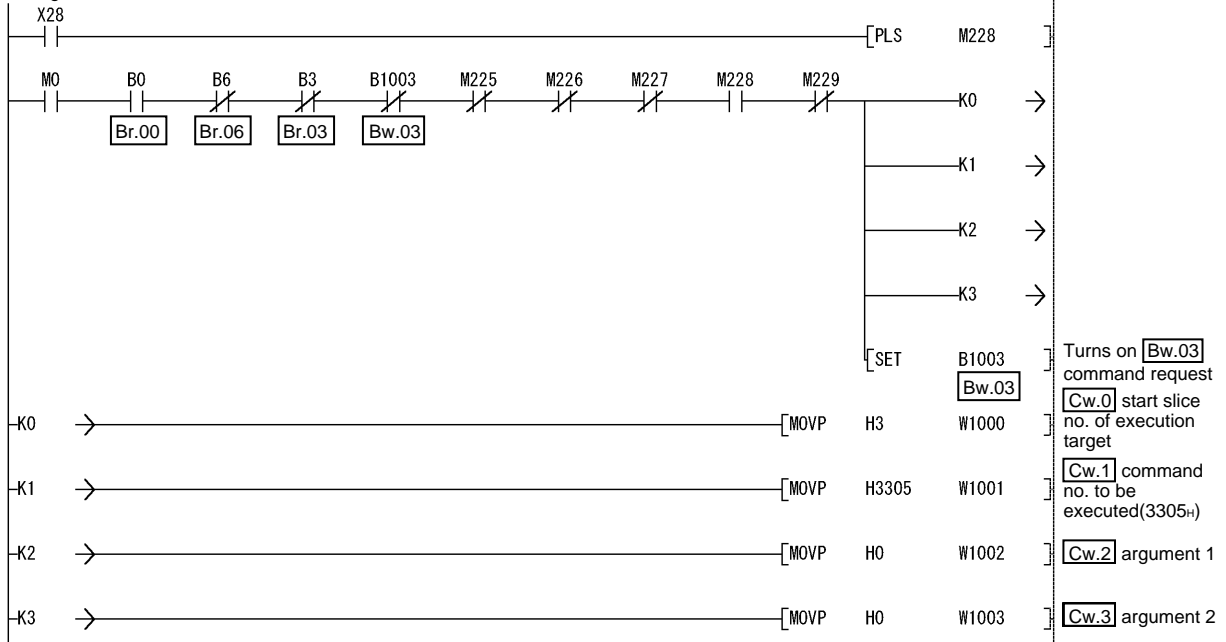 X28
PLS M228
M0 B0 B6 B3 B1003 M225 M226 M227 M228 M229
K0
Br.00 Br.06 Br.03 Bw.03
K1
K2
K3
SET B1003
Bw.03
Turns on Bw.03
command request
K0 MOVP H3 W1000
Cw.0 start slice
no. of execution
target
K1 MOVP H3305 W1001
Cw.1 command
no. to be
executed(3305H)
K2 MOVP H0 W1002
Cw.2 argument 1
K3 MOVP H0 W1003
Cw.3 argument 2